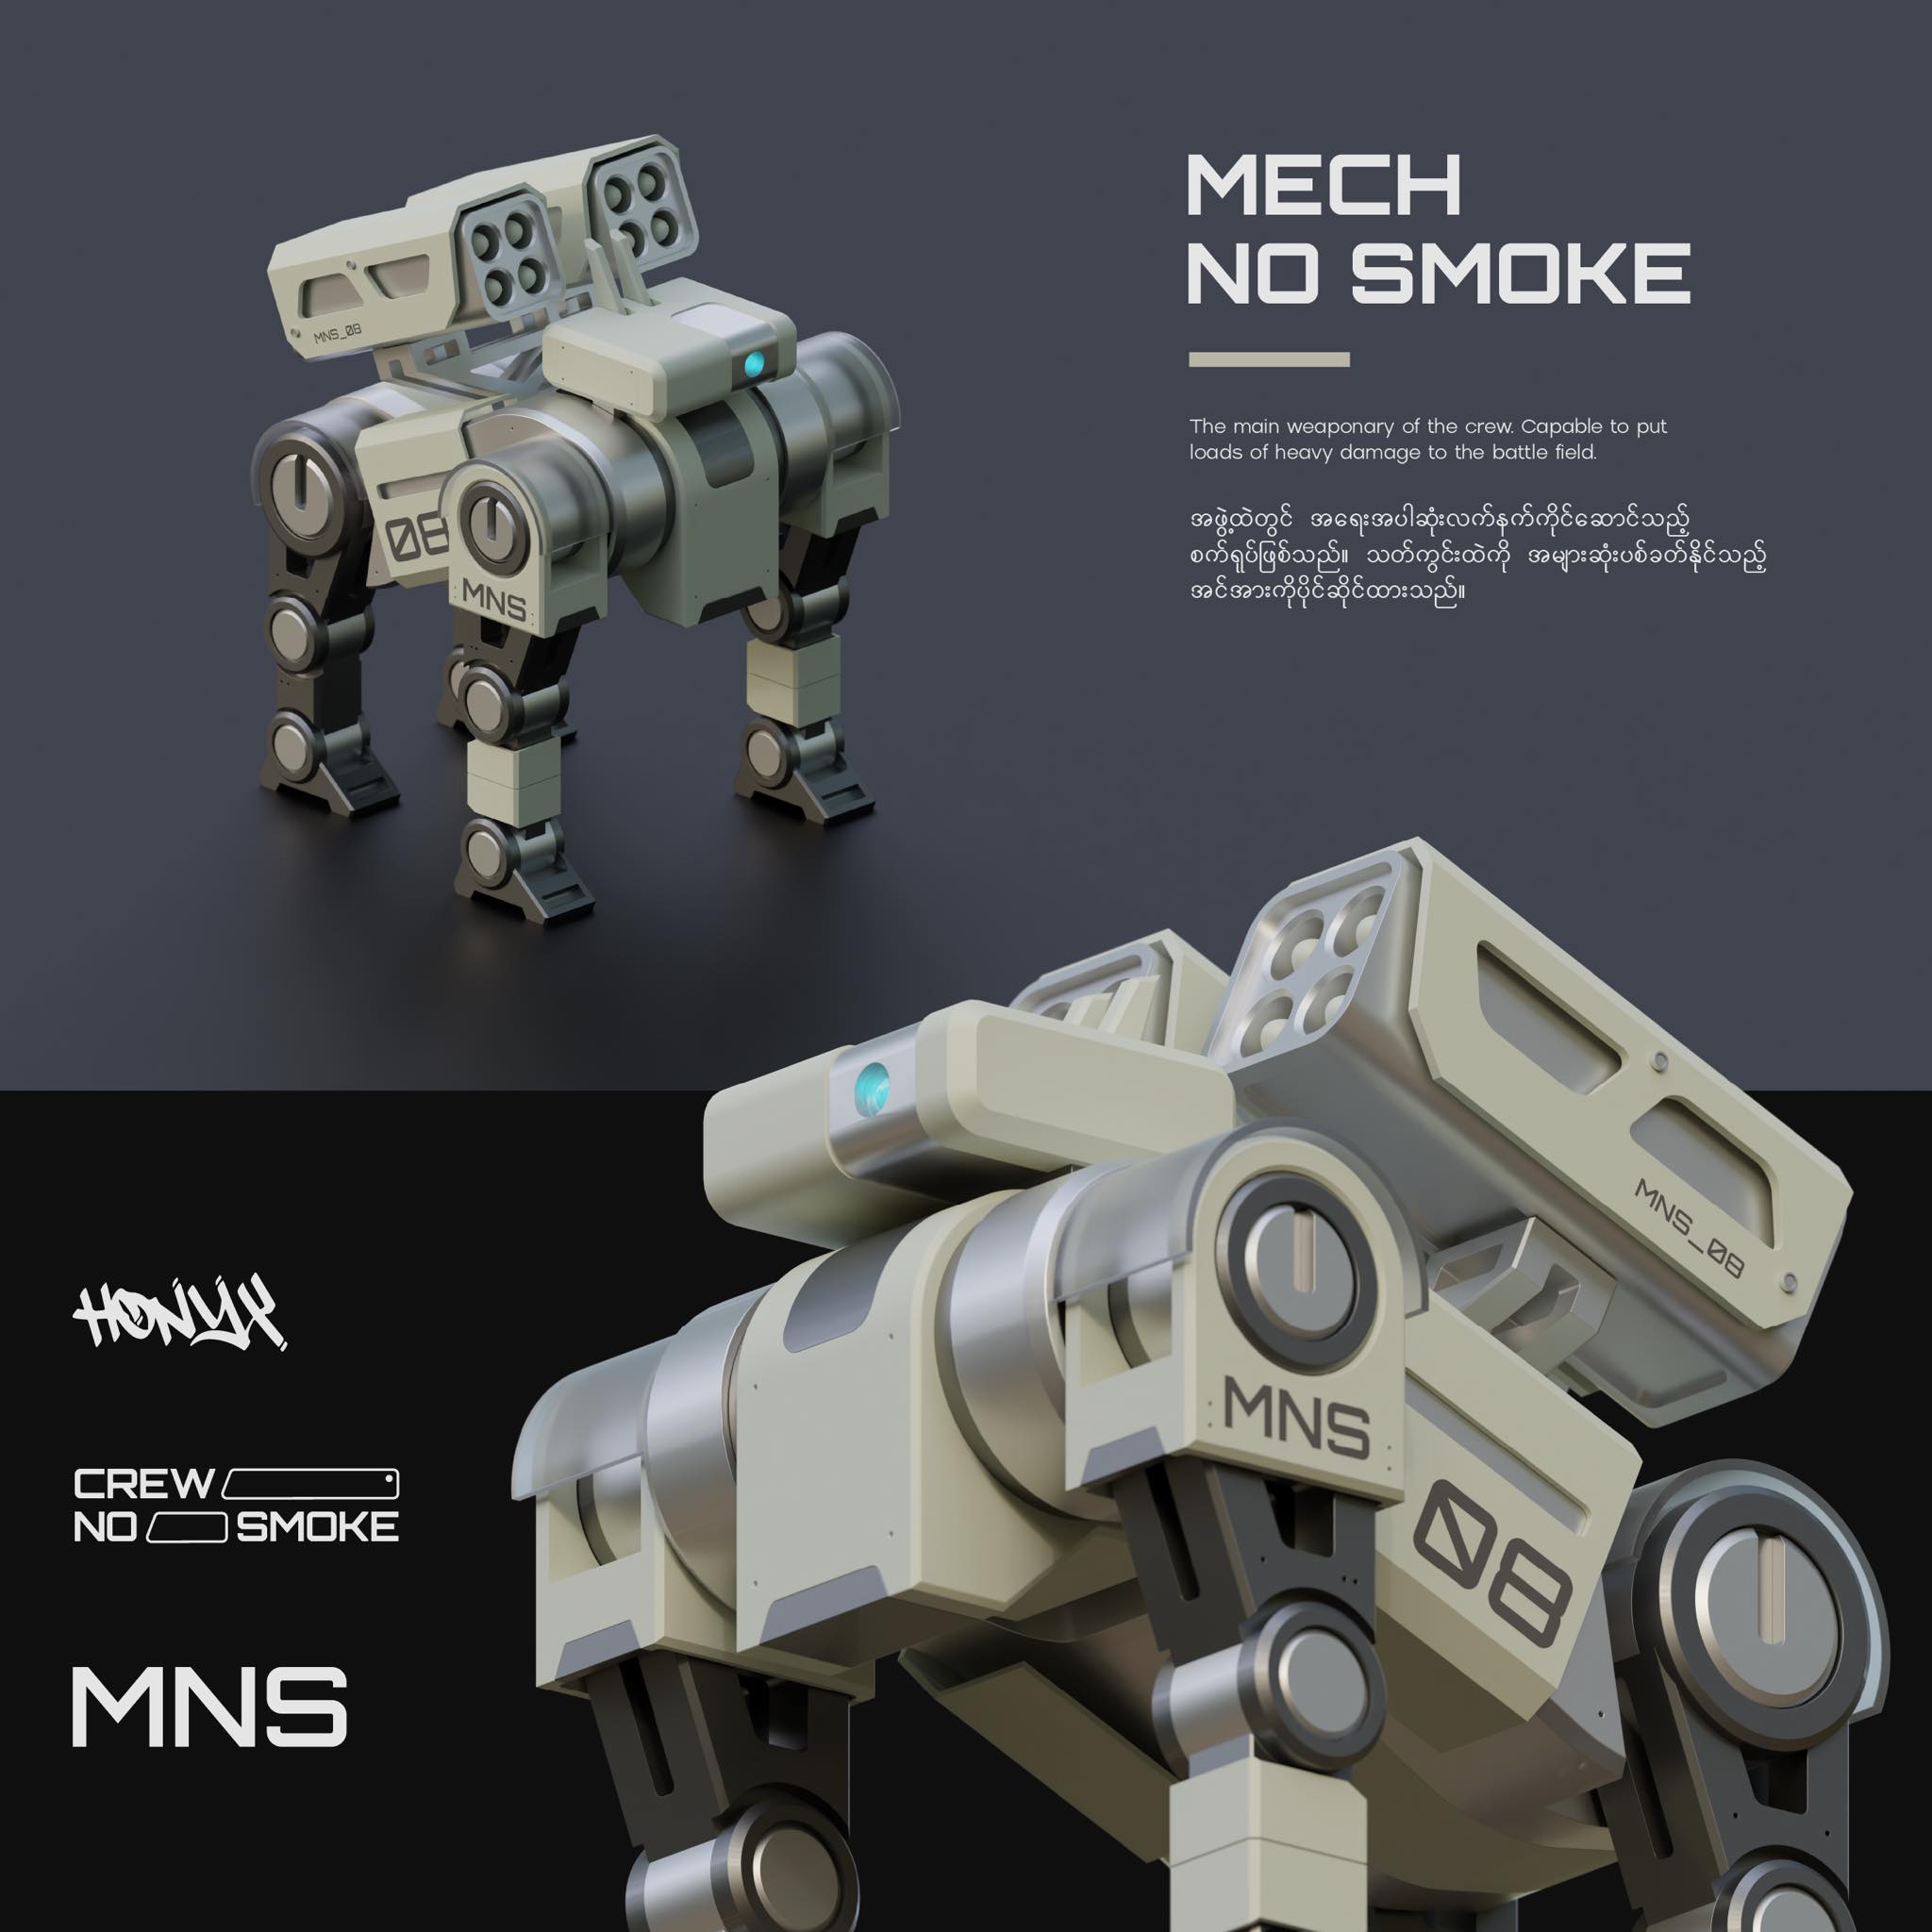 MECH
NO SMOKE
The main weaponary of the crew. Capable to put
loads of heavy damage to the battle field.
အဖွဲ့ထဲတွင် အရေးအပါဆုံးလက်နက်ကိုင်ဆောင်သည့်
စက်ရုပ်ဖြစ်သည်။ သတ်ကွင်းထဲကို အများဆုံးပစ်ခတ်နိုင်သည့်
အင်အားကိုပိုင်ဆိုင်ထားသည်။
MNS_08
08
MNS
MNS_08
MNS
08
HONYX
CREW
NO SMOKE
MNS